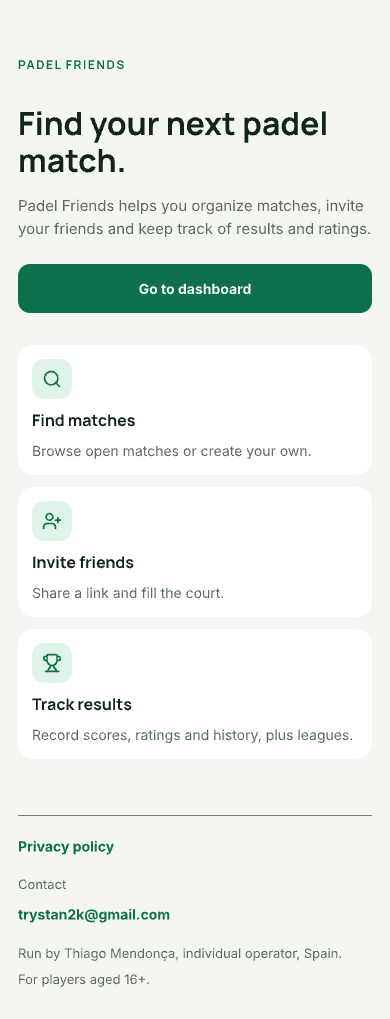 PADEL FRIENDS
Find your next padel
match.
Padel Friends helps you organize matches, invite
your friends and keep track of results and ratings.
Go to dashboard
Find matches
Browse open matches or create your own.
Invite friends
Share a link and fill the court.
Track results
Record scores, ratings and history, plus leagues.
Privacy policy
Contact
trystan2k@gmail.com
Run by Thiago Mendonça, individual operator, Spain.
For players aged 16+.